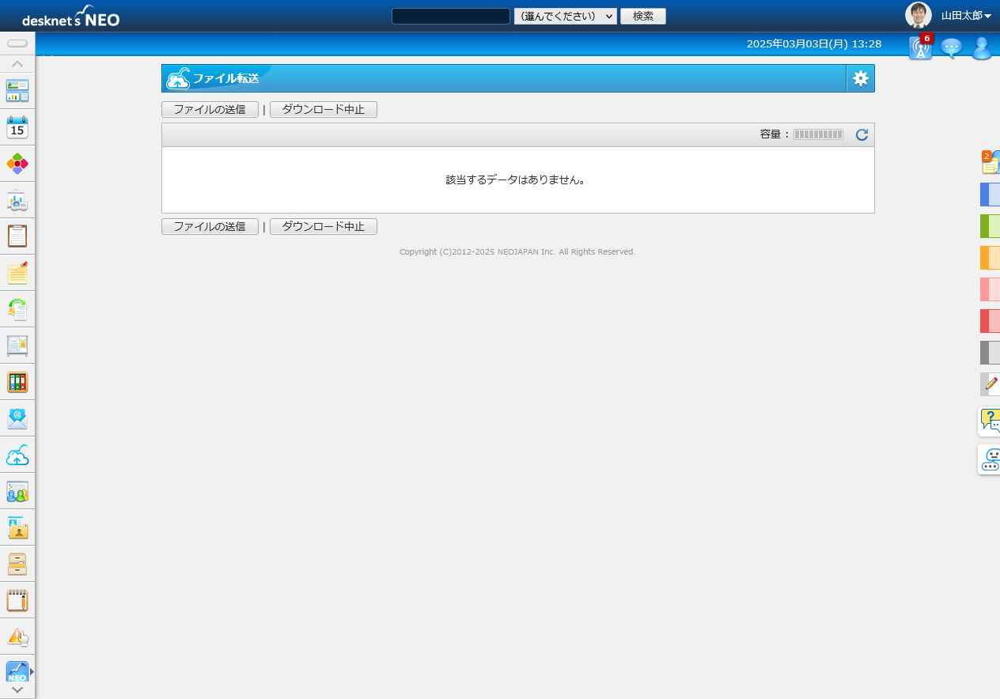 desknet's NEO
（選んでください）
検索
山田太郎
2025年03月03日(月) 13:28
6
ファイル転送
ファイルの送信 | ダウンロード中止
容量：
該当するデータはありません。
ファイルの送信 | ダウンロード中止
Copyright (C)2012-2025 NEOJAPAN Inc. All Rights Reserved.
15
@
NEO
2
?